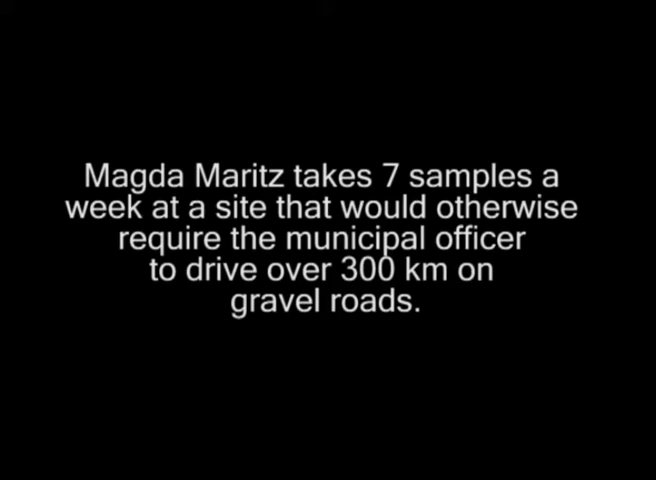 Magda Maritz takes 7 samples a
week at a site that would otherwise
require the municipal officer
to drive over 300 km on
gravel roads.